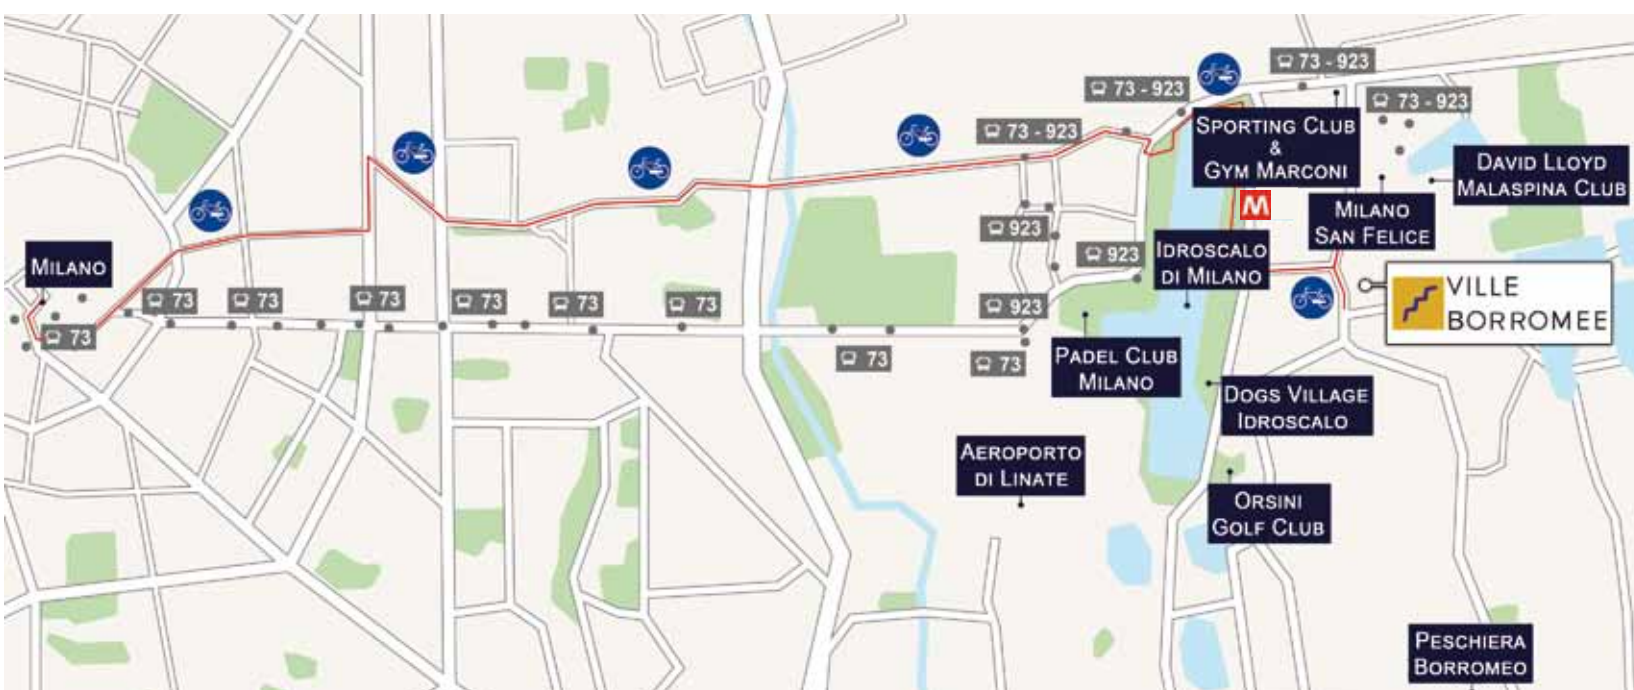 73 - 923
73 - 923
73 - 923
73 - 923
SPORTING CLUB
&
GYM MARCONI
DAVID LLOYD
MALASPINA CLUB
M
MILANO
SAN FELICE
923
923
IDROSCALO
DI MILANO
MILANO
73
73
73
73
73
73
73
923
VILLE
BORROMEE
73
73
PADEL CLUB
MILANO
DOGS VILLAGE
IDROSCALO
AEROPORTO
DI LINATE
ORSINI
GOLF CLUB
PESCHIERA
BORROMEO